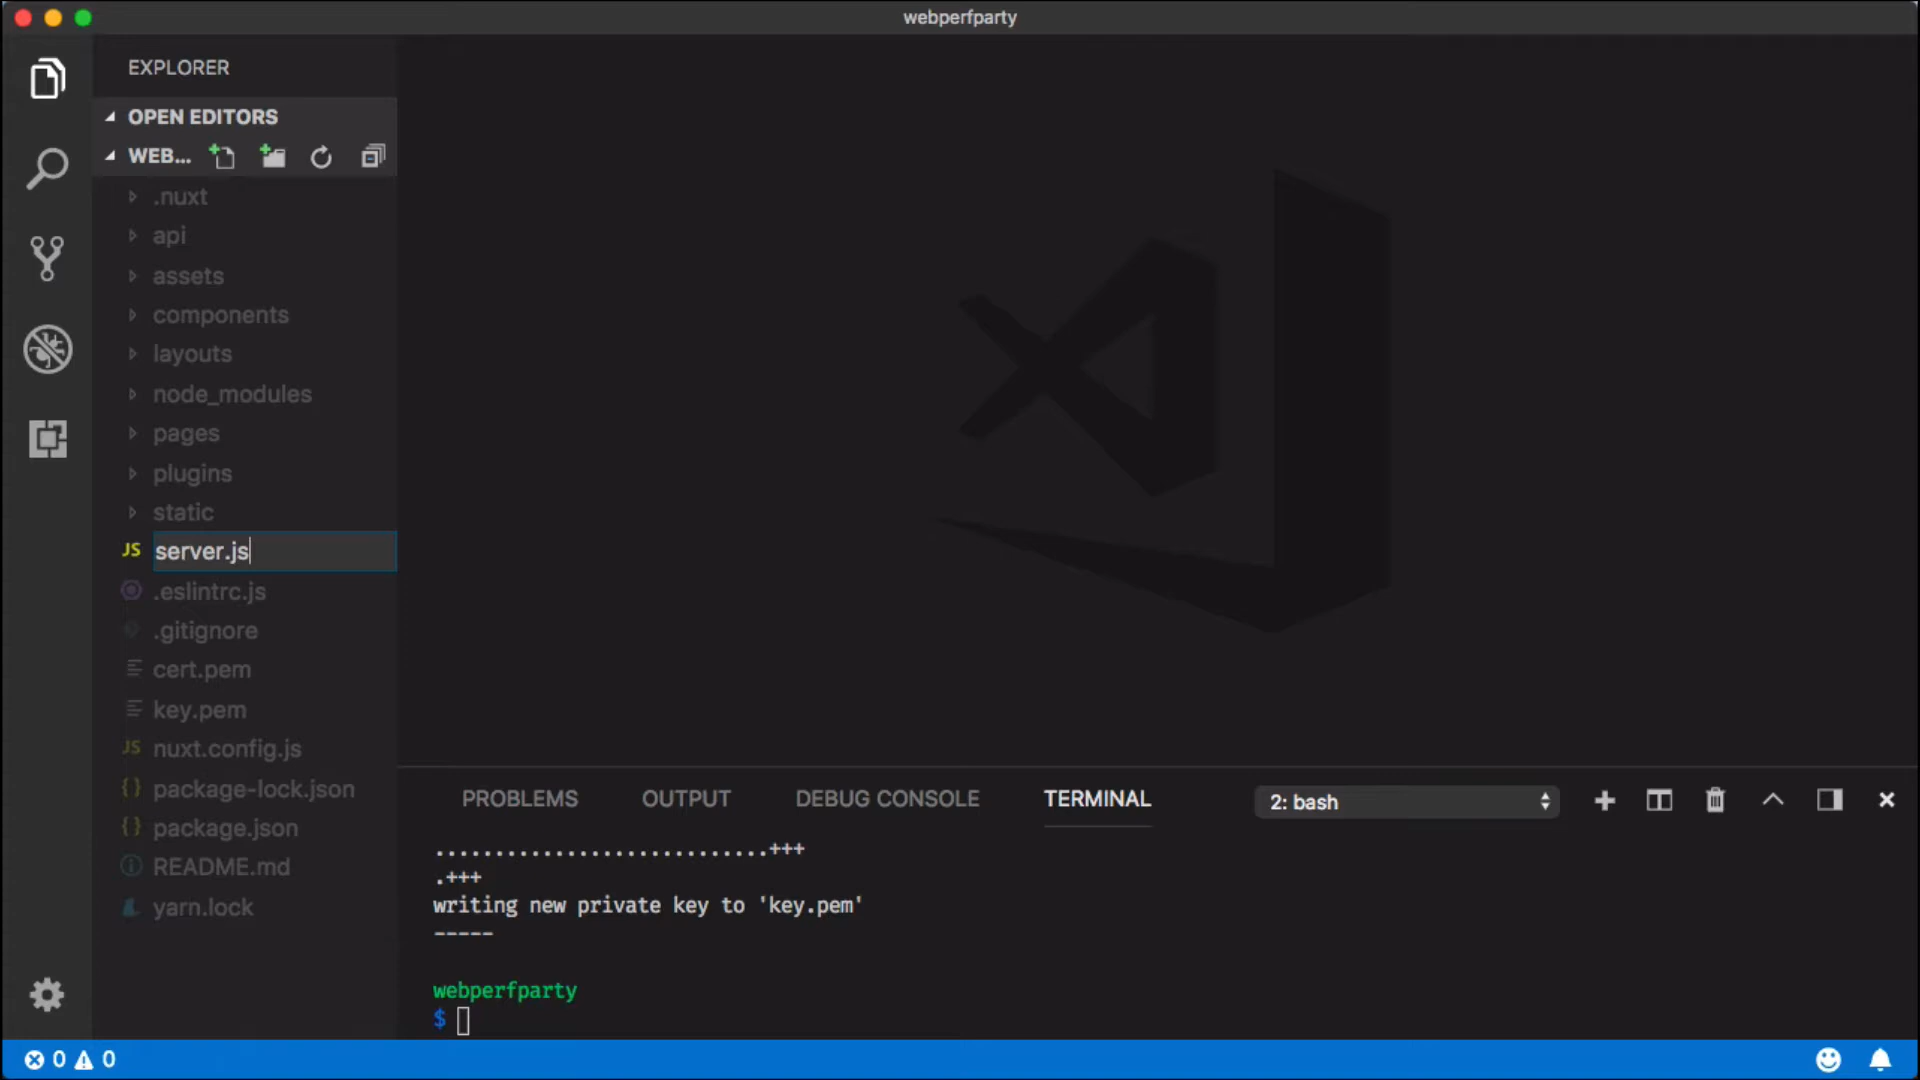 webperfparty
EXPLORER
OPEN EDITORS
WEB...
.nuxt
api
assets
components
layouts
node_modules
pages
plugins
static
JS server.js
.eslintrc.js
.gitignore
cert.pem
key.pem
JS nuxt.config.js
{} package-lock.json
{} package.json
README.md
yarn.lock
PROBLEMS OUTPUT DEBUG CONSOLE TERMINAL 2: bash
............................+++
.+++
writing new private key to 'key.pem'
-----
webperfparty
$
0 0